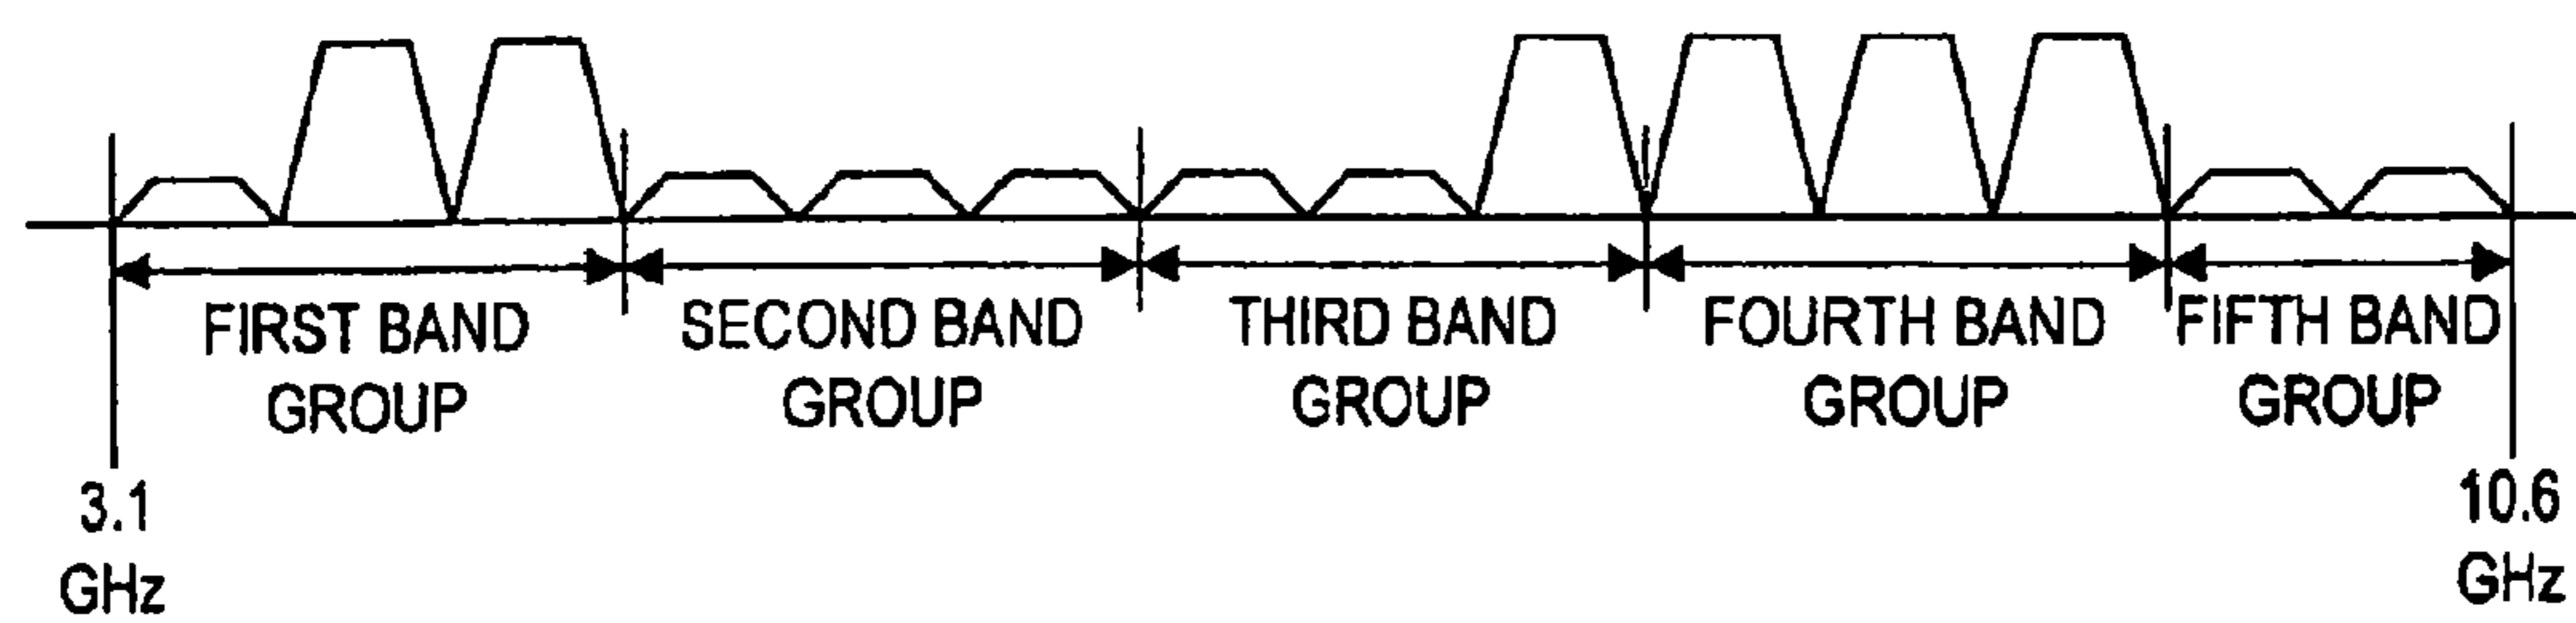 FIRST BAND
GROUP
SECOND BAND
GROUP
THIRD BAND
GROUP
FOURTH BAND
GROUP
FIFTH BAND
GROUP
3.1
GHz
10.6
GHz